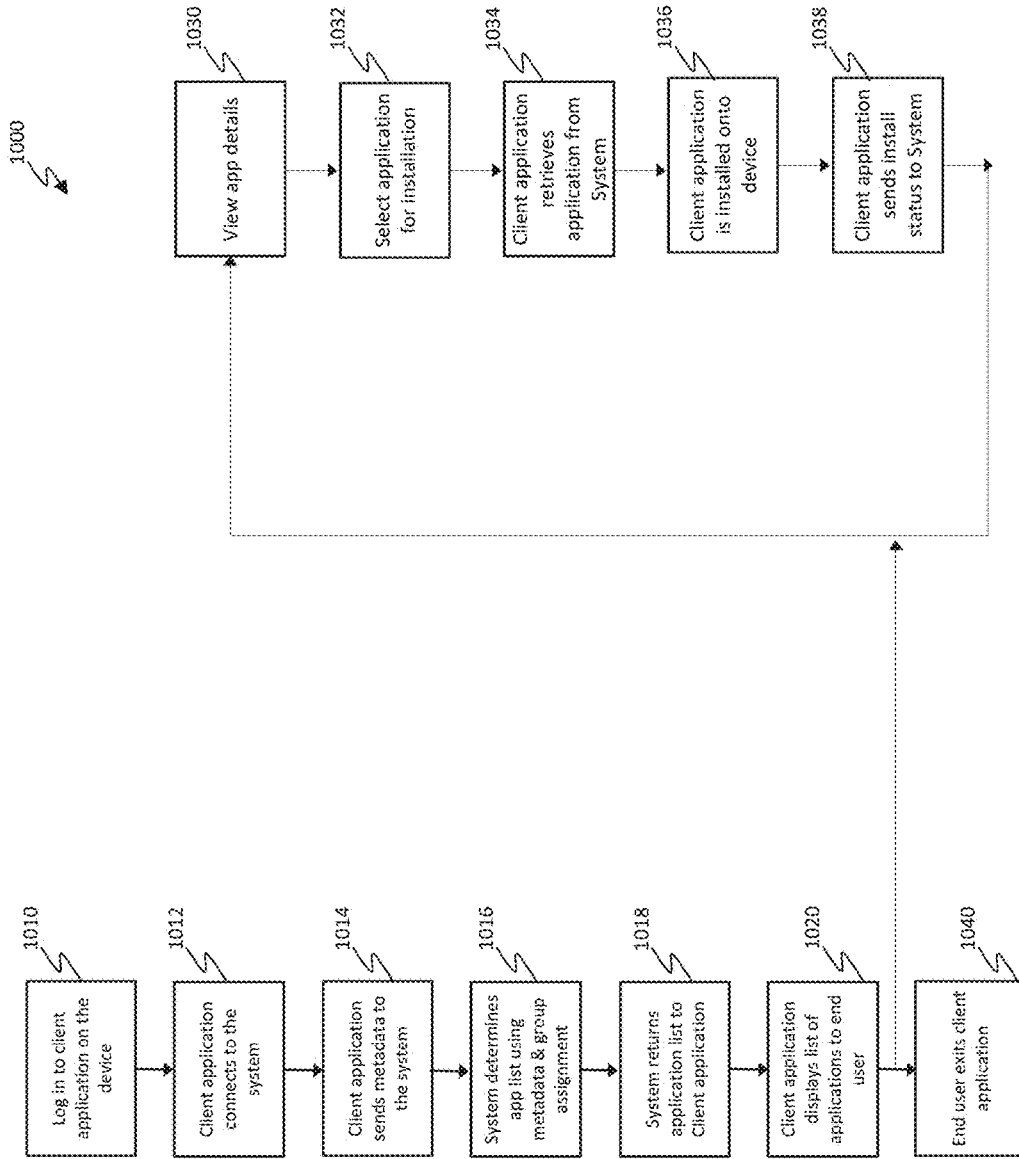 1000
1010
Log in to client
application on the
device
1012
Client application
connects to the
system
1014
Client application
sends metadata to
the system
1016
System determines
app list using
metadata & group
assignment
1018
System returns
application list to
Client application
1020
Client application
displays list of
applications to end
user
1040
End user exits client
application
1030
View app details
1032
Select application
for installation
1034
Client application
retrieves
application from
System
1036
Client application
is installed onto
device
1038
Client application
sends install
status to System